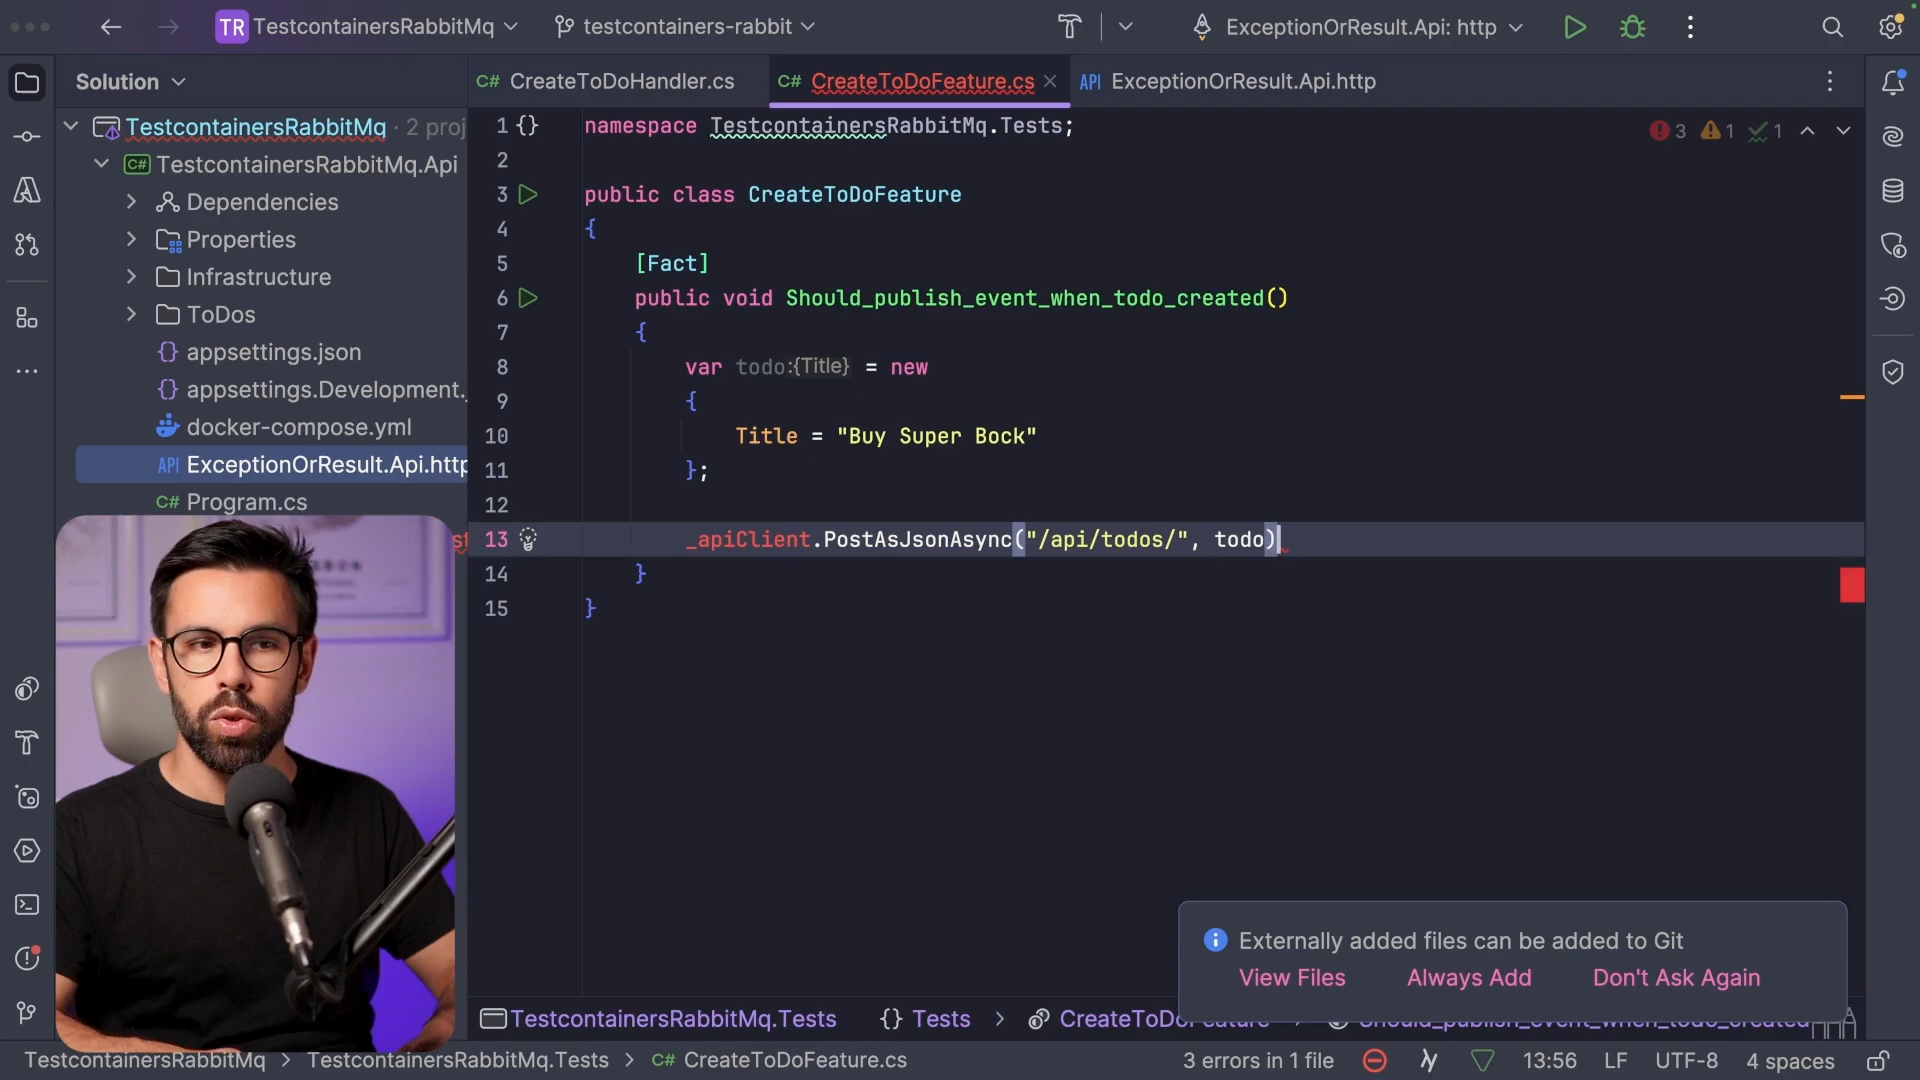 TR TestcontainersRabbitMq testcontainers-rabbit ExceptionOrResult.Api: http
Solution
C# CreateToDoHandler.cs C# CreateToDoFeature.cs API ExceptionOrResult.Api.http
TestcontainersRabbitMq · 2 proj
C# TestcontainersRabbitMq.Api
Dependencies
Properties
Infrastructure
ToDos
{} appsettings.json
{} appsettings.Development.
docker-compose.yml
API ExceptionOrResult.Api.http
C# Program.cs
3 1 1
1 {} namespace TestcontainersRabbitMq.Tests;
2
3 public class CreateToDoFeature
4 {
5 [Fact]
6 public void Should_publish_event_when_todo_created()
7 {
8 var todo:{Title} = new
9 {
10 Title = "Buy Super Bock"
11 };
12
13 _apiClient.PostAsJsonAsync("/api/todos/", todo)
14 }
15 }
Externally added files can be added to Git
View Files Always Add Don't Ask Again
TestcontainersRabbitMq.Tests {} Tests > CreateToDoFeature > Should_publish_event_when_todo_created
TestcontainersRabbitMq > TestcontainersRabbitMq.Tests > C# CreateToDoFeature.cs 3 errors in 1 file 13:56 LF UTF-8 4 spaces